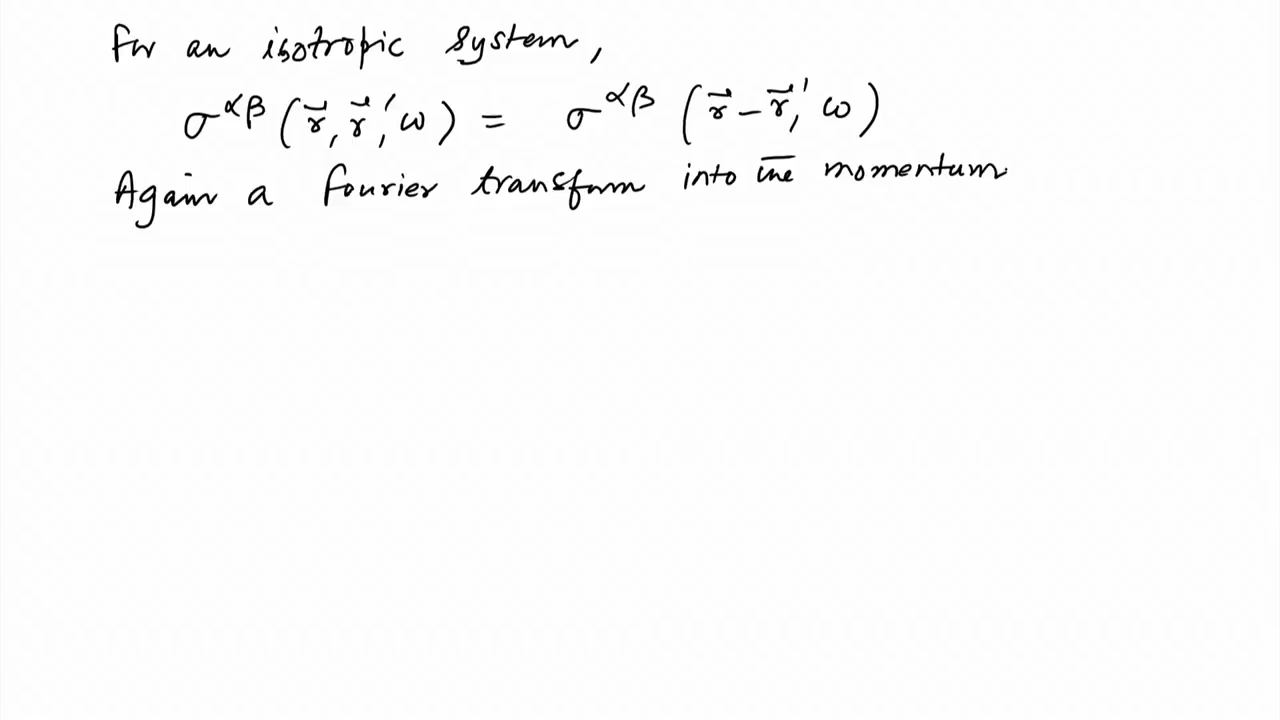 For an isotropic system,
σ^{αβ} (r⃗, r⃗', ω) = σ^{αβ} (r⃗ - r⃗', ω)
Again a fourier transform into the momentum